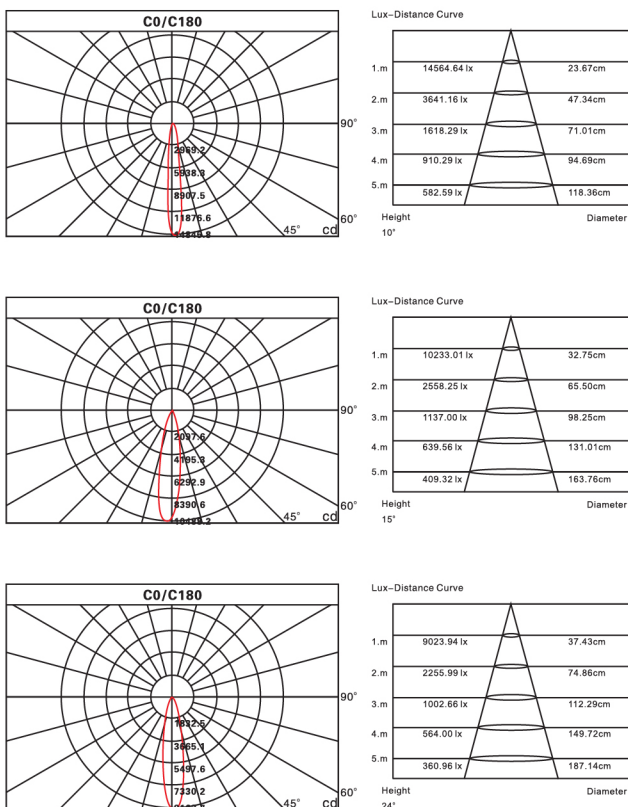 C0/C180
90°
2969.2
5938.3
8907.5
11876.6
60°
14849.8
45°
cd
Lux-Distance Curve
1.m 14564.64 lx 23.67cm
2.m 3641.16 lx 47.34cm
3.m 1618.29 lx 71.01cm
4.m 910.29 lx 94.69cm
5.m 582.59 lx 118.36cm
Height Diameter
10°
C0/C180
90°
2097.6
4195.3
6292.9
8390.6
60°
10489.2
45°
cd
Lux-Distance Curve
1.m 10233.01 lx 32.75cm
2.m 2558.25 lx 65.50cm
3.m 1137.00 lx 98.25cm
4.m 639.56 lx 131.01cm
5.m 409.32 lx 163.76cm
Height Diameter
15°
C0/C180
90°
1832.5
3665.1
5497.6
7330.2
60°
45°
cd
Lux-Distance Curve
1.m 9023.94 lx 37.43cm
2.m 2255.99 lx 74.86cm
3.m 1002.66 lx 112.29cm
4.m 564.00 lx 149.72cm
5.m 360.96 lx 187.14cm
Height Diameter
24°